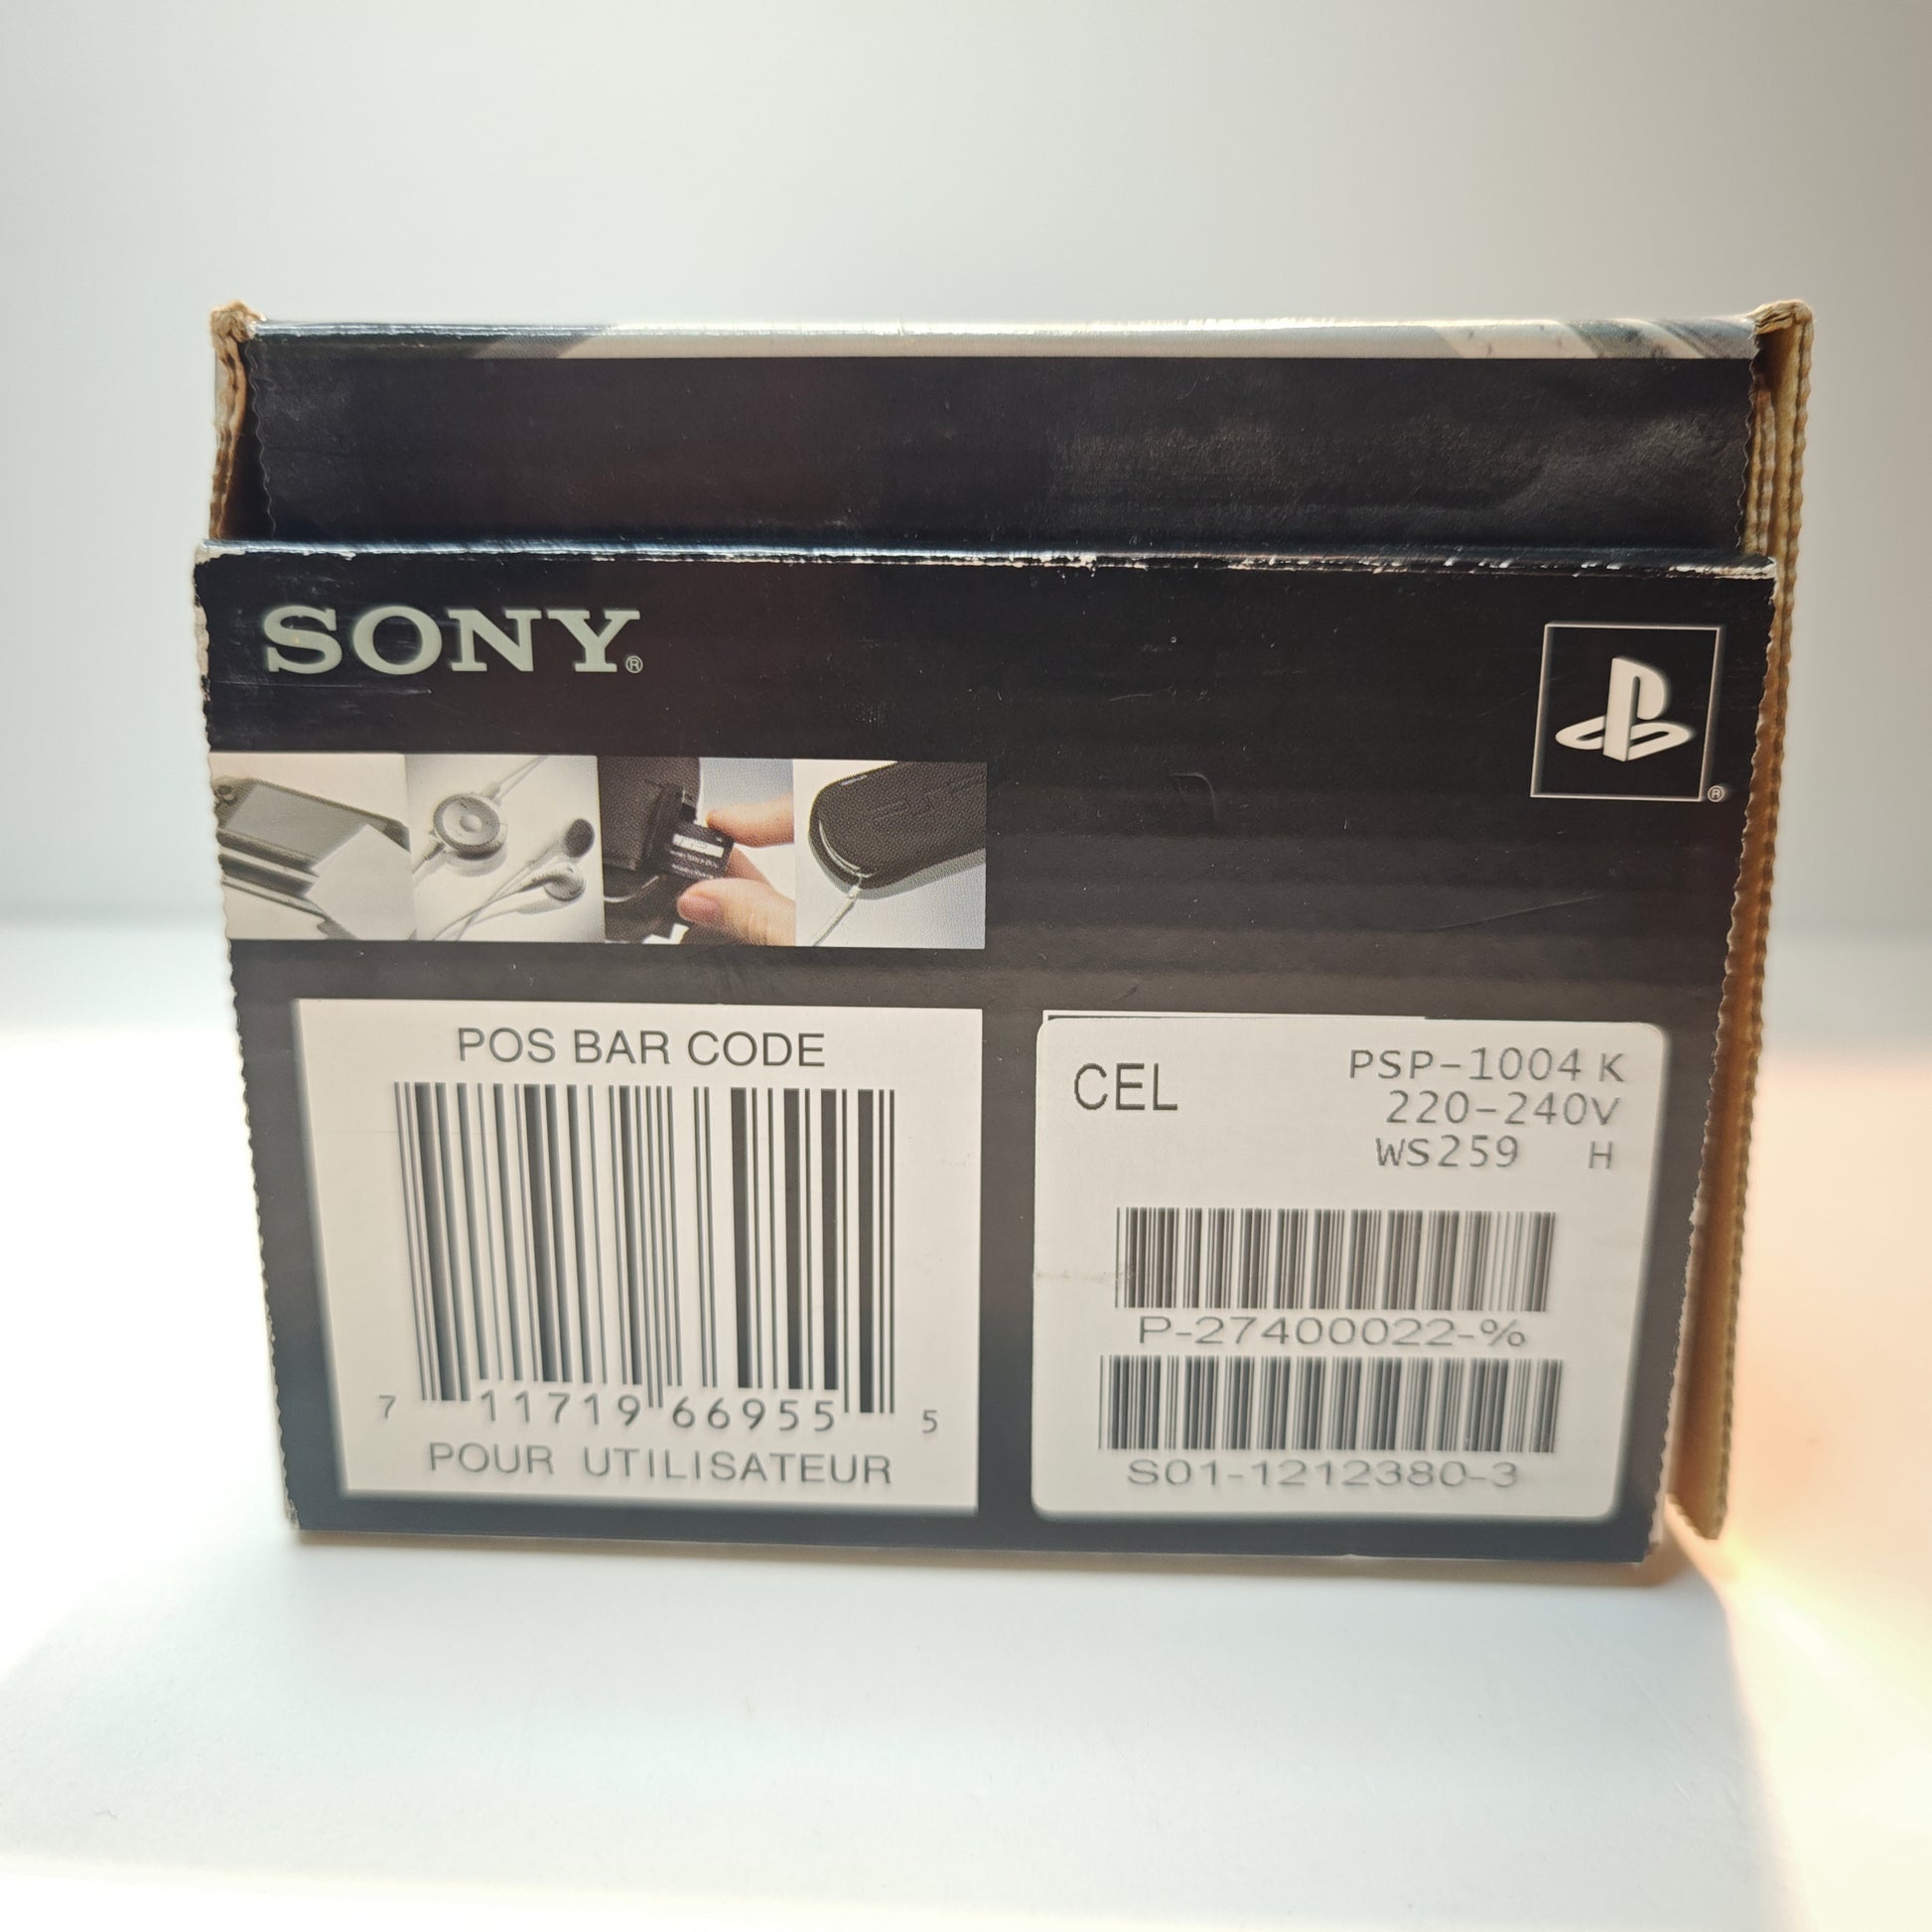 SONY®
®
POS BAR CODE
7 11719 66955 5
POUR UTILISATEUR
CEL
PSP-1004 K
220-240V
WS259 H
P-27400022-%
S01-1212380-3